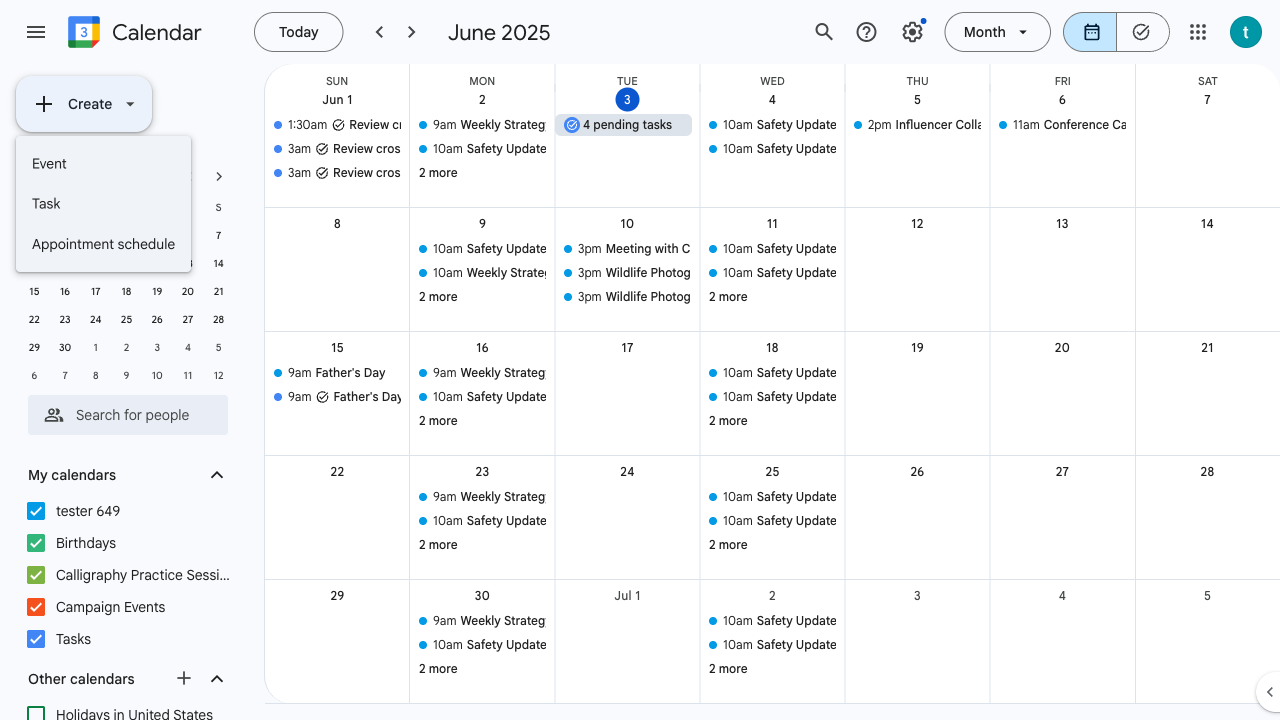 3 Calendar
Today
June 2025
Month
t
Create
Event
Task
Appointment schedule
S
7
14
15 16 17 18 19 20 21
22 23 24 25 26 27 28
29 30 1 2 3 4 5
6 7 8 9 10 11 12
Search for people
My calendars
tester 649
Birthdays
Calligraphy Practice Sessi...
Campaign Events
Tasks
Other calendars
Holidays in United States
SUN MON TUE WED THU FRI SAT
Jun 1 2 3 4 5 6 7
1:30am Review cr
3am Review cros
3am Review cros
9am Weekly Strateg
10am Safety Update
2 more
4 pending tasks
10am Safety Update
10am Safety Update
2pm Influencer Colla
11am Conference Ca
8 9 10 11 12 13 14
10am Safety Update
10am Weekly Strateg
2 more
3pm Meeting with C
3pm Wildlife Photog
3pm Wildlife Photog
10am Safety Update
10am Safety Update
2 more
15 16 17 18 19 20 21
9am Father's Day
9am Father's Day
9am Weekly Strateg
10am Safety Update
2 more
10am Safety Update
10am Safety Update
2 more
22 23 24 25 26 27 28
9am Weekly Strateg
10am Safety Update
2 more
10am Safety Update
10am Safety Update
2 more
29 30 Jul 1 2 3 4 5
9am Weekly Strateg
10am Safety Update
2 more
10am Safety Update
10am Safety Update
2 more